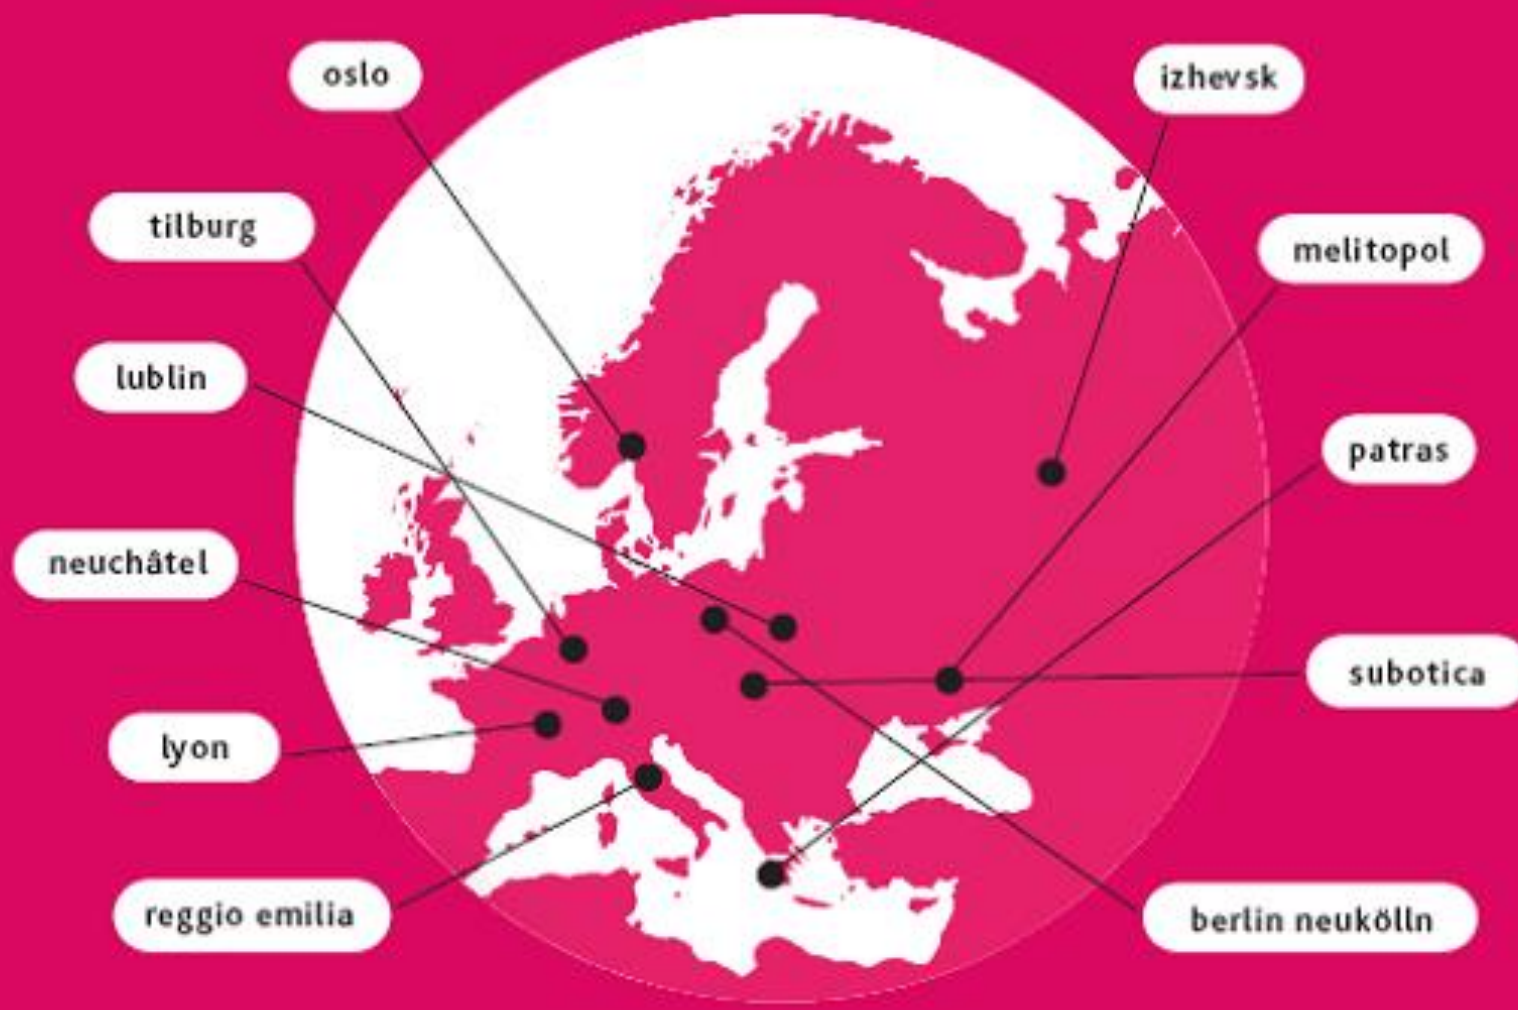 oslo
izhevsk
tilburg
melitopol
lublin
patras
neuchâtel
subotica
lyon
reggio emilia
berlin neukölln